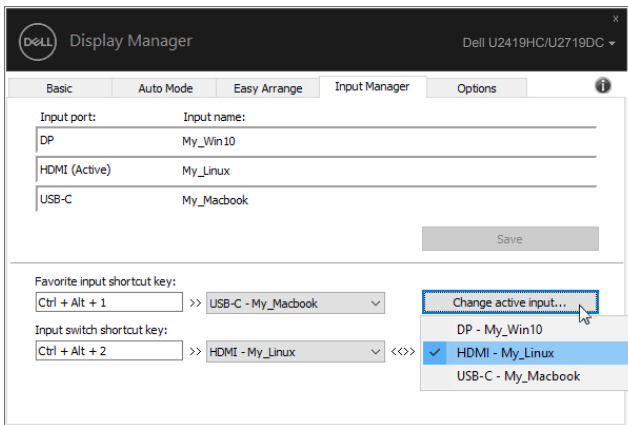 x
DELL Display Manager Dell U2419HC/U2719DC
Basic Auto Mode Easy Arrange Input Manager Options i
Input port: Input name:
DP My_Win10
HDMI (Active) My_Linux
USB-C My_Macbook
Save
Favorite input shortcut key:
Ctrl + Alt + 1 >> USB-C - My_Macbook Change active input...
DP - My_Win10
Input switch shortcut key:
Ctrl + Alt + 2 >> HDMI - My_Linux <<>> HDMI - My_Linux
USB-C - My_Macbook